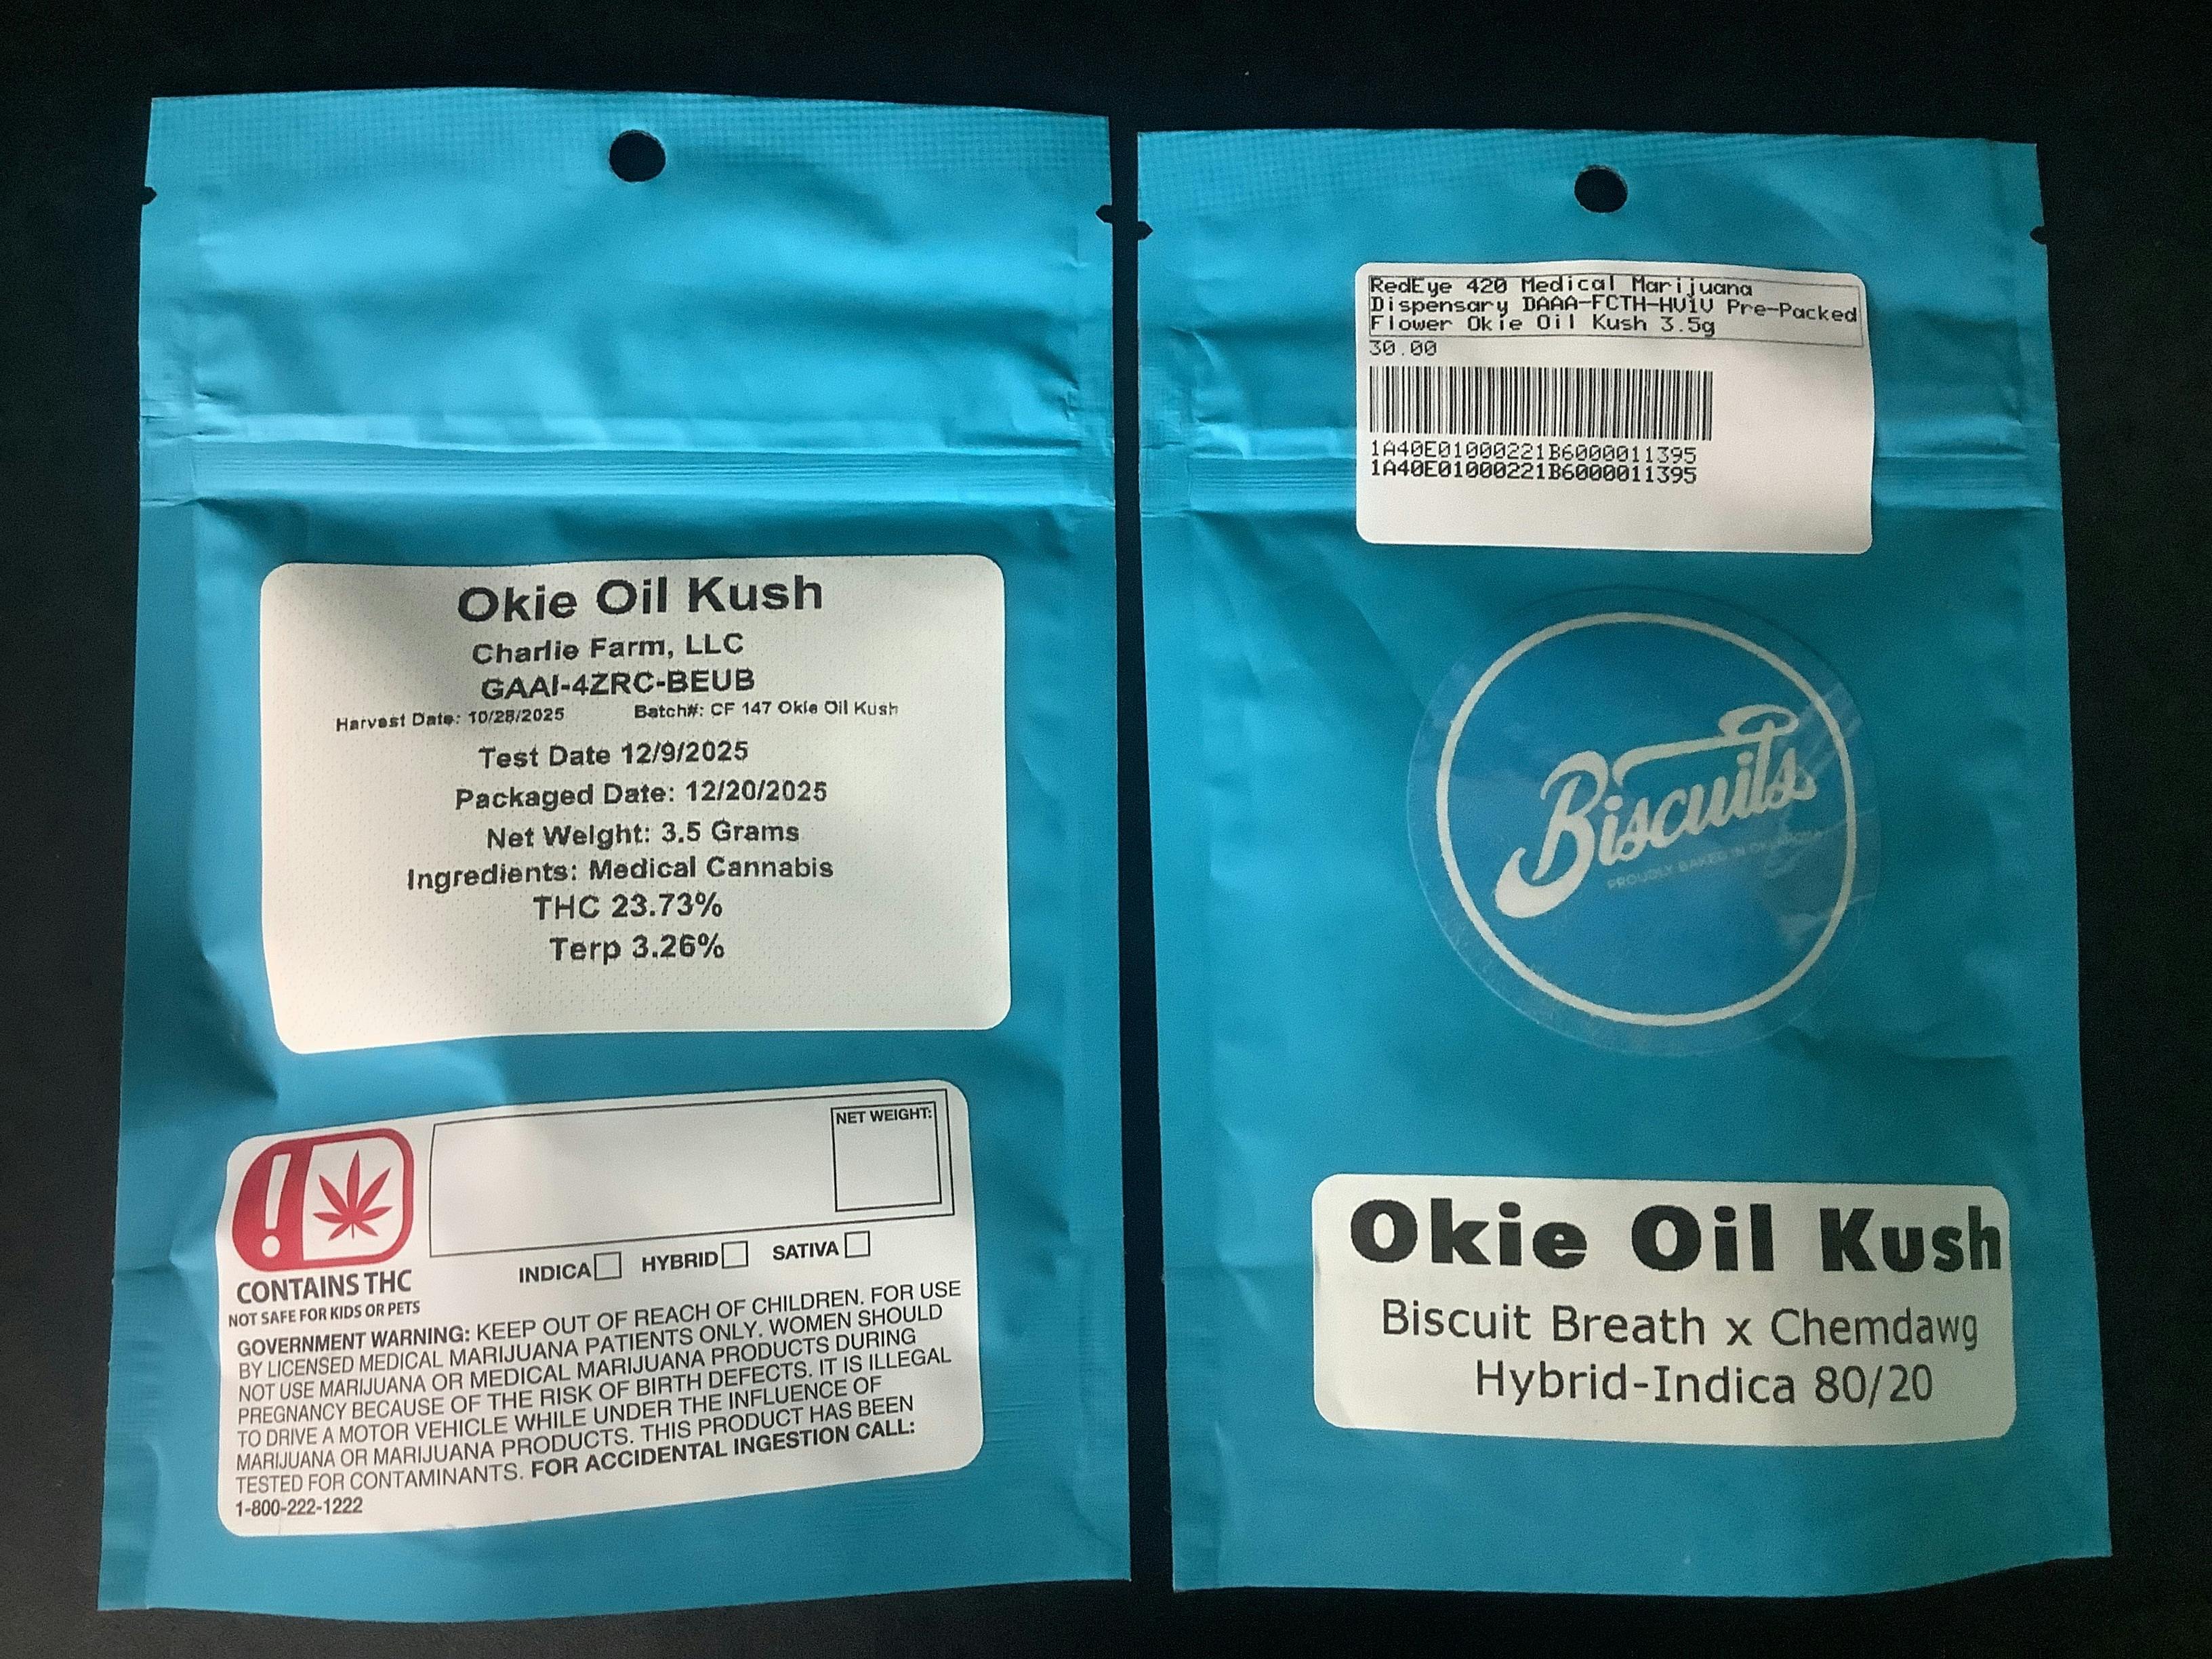 Okie Oil Kush
Charlie Farm, LLC
GAAI-4ZRC-BEUB
Harvest Date: 10/28/2025 Batch#: CF 147 Okie Oil Kush
Test Date 12/9/2025
Packaged Date: 12/20/2025
Net Weight: 3.5 Grams
Ingredients: Medical Cannabis
THC 23.73%
Terp 3.26%
NET WEIGHT:
INDICA HYBRID SATIVA
!
CONTAINS THC
NOT SAFE FOR KIDS OR PETS
GOVERNMENT WARNING: KEEP OUT OF REACH OF CHILDREN. FOR USE
BY LICENSED MEDICAL MARIJUANA PATIENTS ONLY. WOMEN SHOULD
NOT USE MARIJUANA OR MEDICAL MARIJUANA PRODUCTS DURING
PREGNANCY BECAUSE OF THE RISK OF BIRTH DEFECTS. IT IS ILLEGAL
TO DRIVE A MOTOR VEHICLE WHILE UNDER THE INFLUENCE OF
MARIJUANA OR MARIJUANA PRODUCTS. THIS PRODUCT HAS BEEN
TESTED FOR CONTAMINANTS. FOR ACCIDENTAL INGESTION CALL:
1-800-222-1222
RedEye 420 Medical Marijuana
Dispensary DAAA-FCTH-HV1V Pre-Packed
Flower Okie Oil Kush 3.5g
30.00
1A40E01000221B6000011395
1A40E01000221B6000011395
Biscuits
PROUDLY BAKED IN OKLAHOMA
Okie Oil Kush
Biscuit Breath x Chemdawg
Hybrid-Indica 80/20